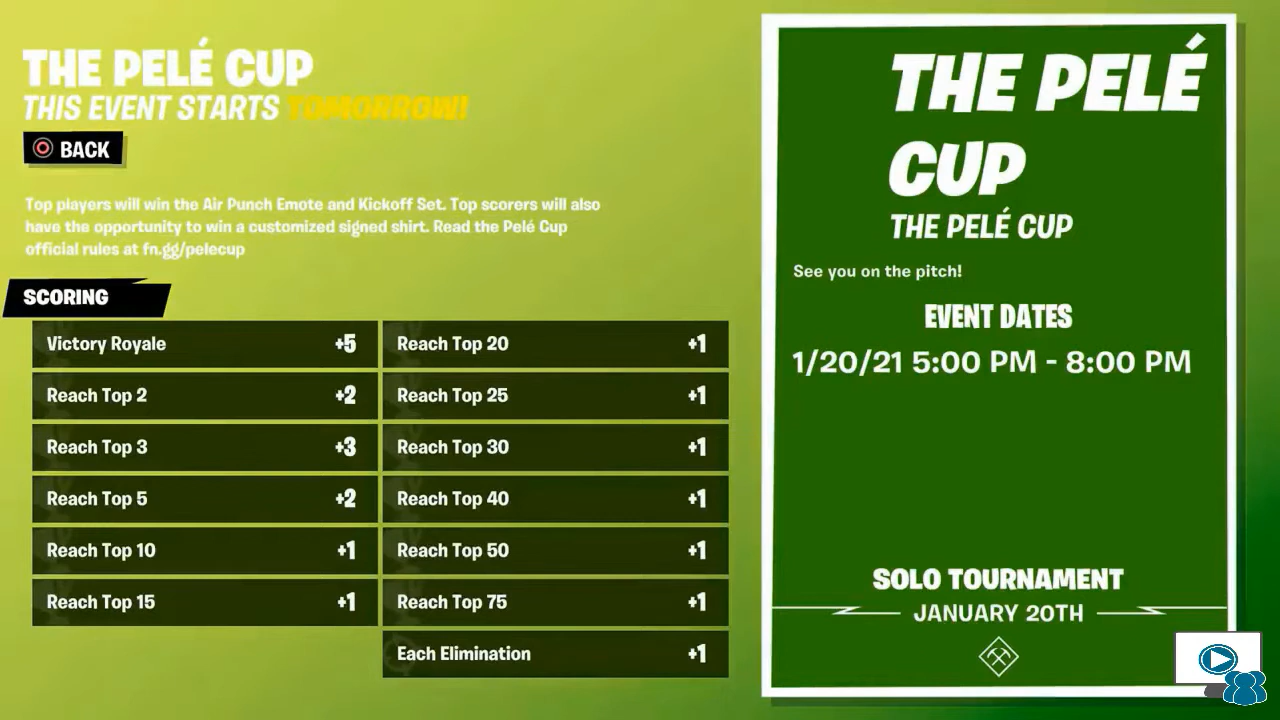 THE PELÉ CUP
THIS EVENT STARTS TOMORROW!
BACK
Top players will win the Air Punch Emote and Kickoff Set. Top scorers will also
have the opportunity to win a customized signed shirt. Read the Pelé Cup
official rules at fn.gg/pelecup
SCORING
Victory Royale +5
Reach Top 2 +2
Reach Top 3 +3
Reach Top 5 +2
Reach Top 10 +1
Reach Top 15 +1
Reach Top 20 +1
Reach Top 25 +1
Reach Top 30 +1
Reach Top 40 +1
Reach Top 50 +1
Reach Top 75 +1
Each Elimination +1
THE PELÉ
CUP
THE PELÉ CUP
See you on the pitch!
EVENT DATES
1/20/21 5:00 PM - 8:00 PM
SOLO TOURNAMENT
JANUARY 20TH